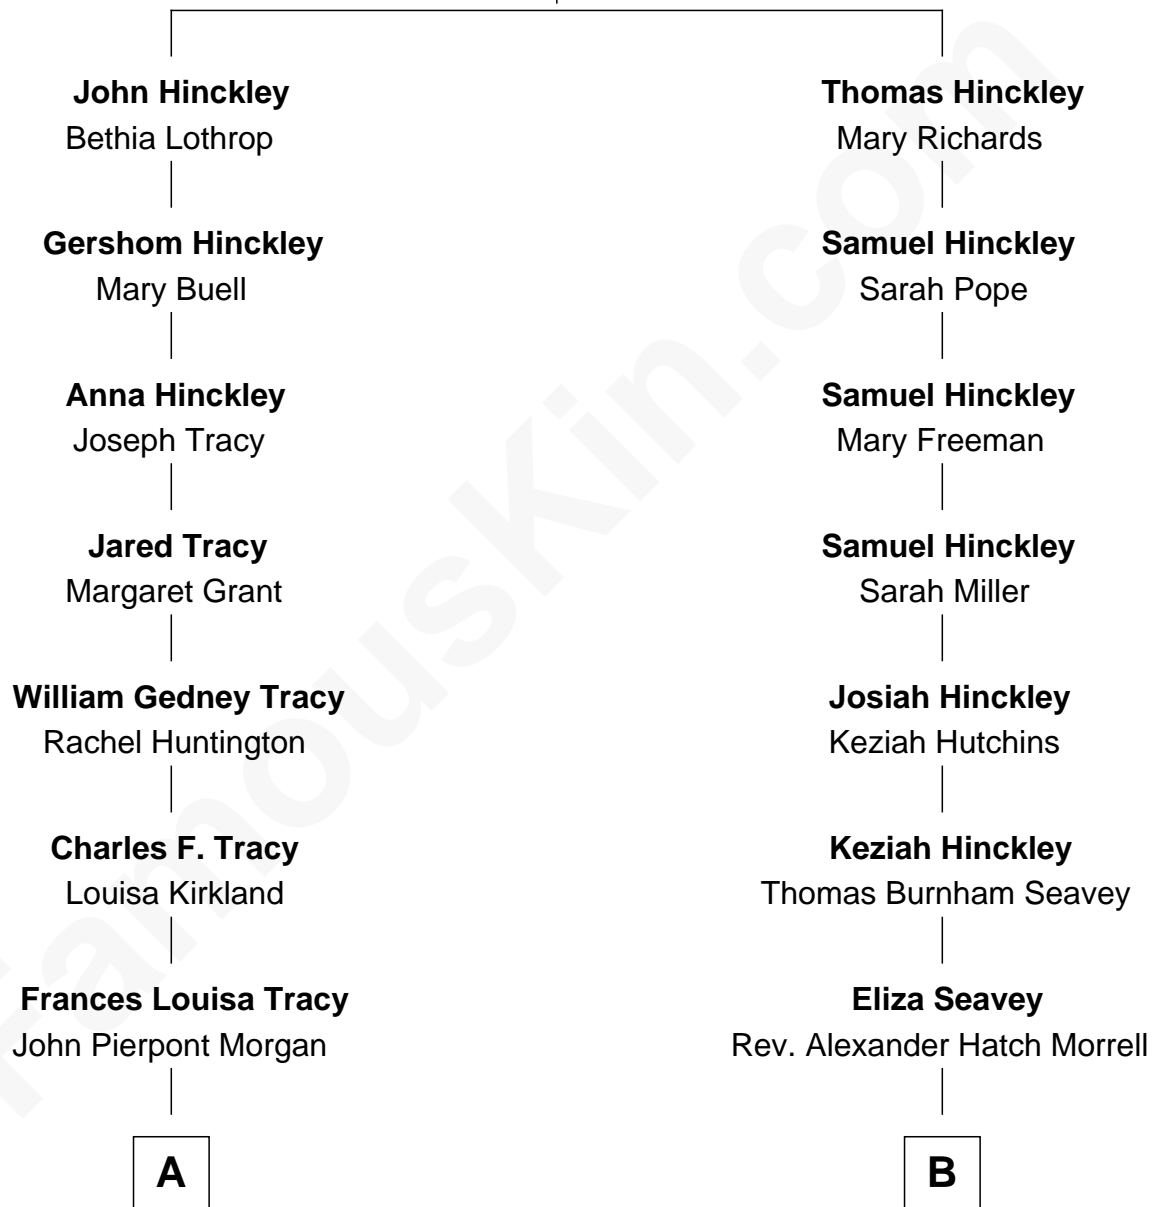 John Hinckley
Bethia Lothrop
Gershom Hinckley
Mary Buell
Anna Hinckley
Joseph Tracy
Jared Tracy
Margaret Grant
William Gedney Tracy
Rachel Huntington
Charles F. Tracy
Louisa Kirkland
Frances Louisa Tracy
John Pierpont Morgan
A
Thomas Hinckley
Mary Richards
Samuel Hinckley
Sarah Pope
Samuel Hinckley
Mary Freeman
Samuel Hinckley
Sarah Miller
Josiah Hinckley
Keziah Hutchins
Keziah Hinckley
Thomas Burnham Seavey
Eliza Seavey
Rev. Alexander Hatch Morrell
B
FamousKin.com